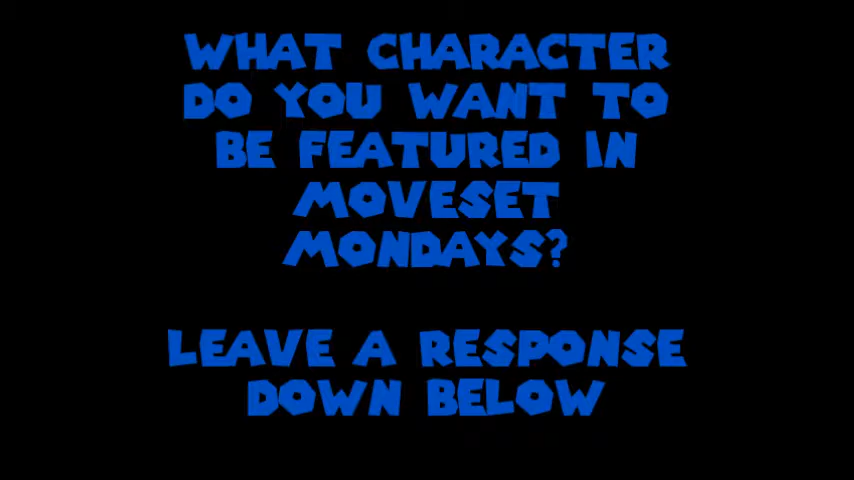 WHAT CHARACTER
DO YOU WANT TO
BE FEATURED IN
MOVESET
MONDAYS?
LEAVE A RESPONSE
DOWN BELOW